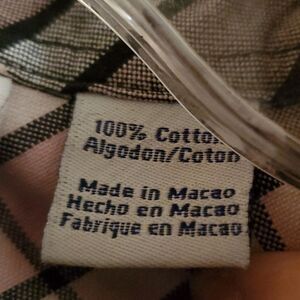 100% Cotton
Algodon/Coton
Made in Macao
Hecho en Macao
Fabrique en Macao